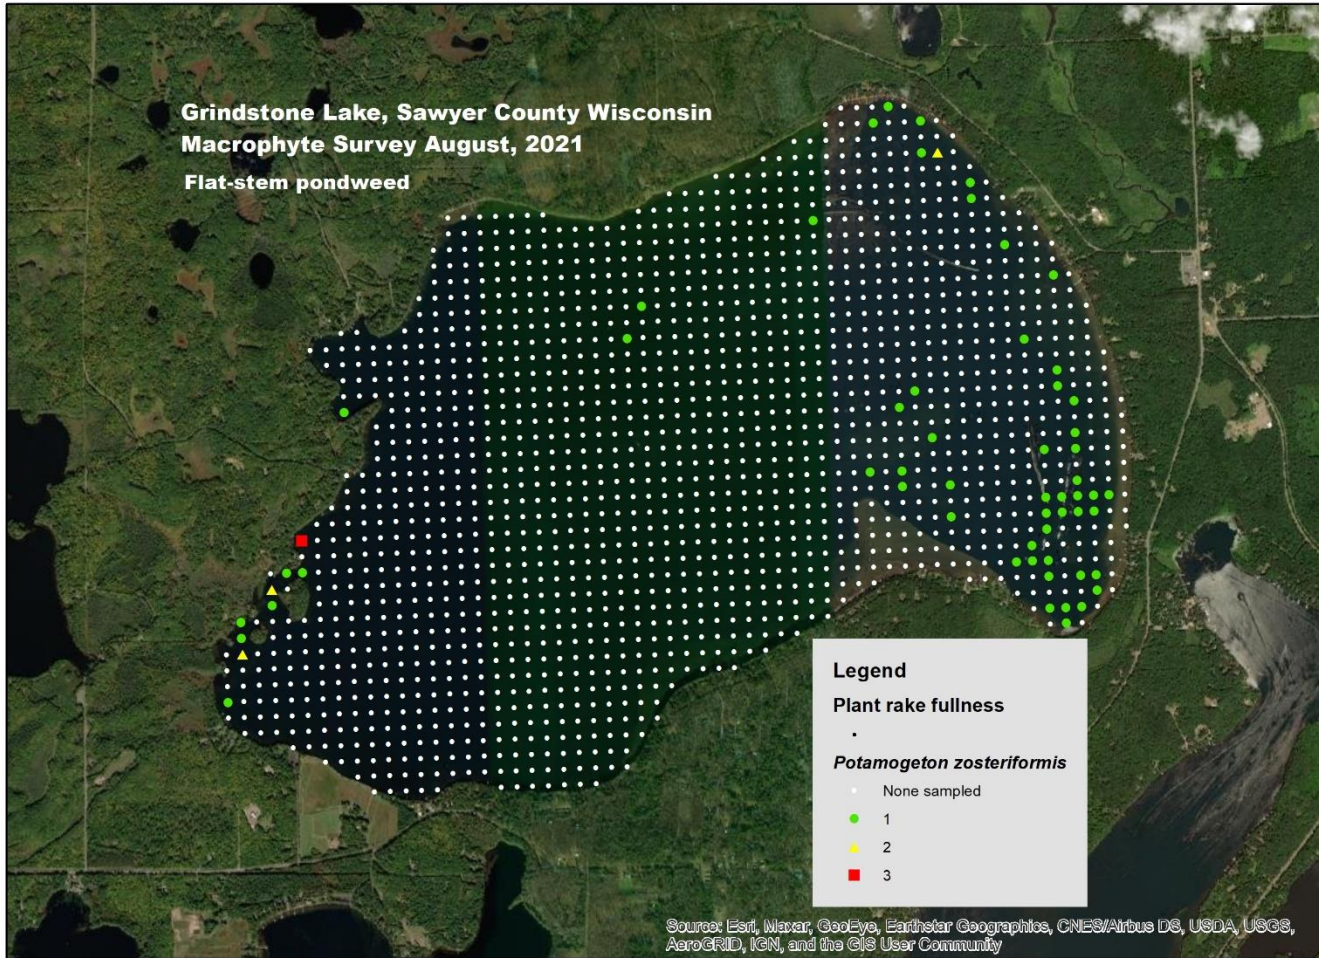 Grindstone Lake, Sawyer County Wisconsin
Macrophyte Survey August, 2021
Flat-stem pondweed
Legend
Plant rake fullness
Potamogeton zosteriformis
None sampled
1
2
3
Source: Esri, Maxar, GeoEye, Earthstar Geographics, CNES/Airbus DS, USDA, USGS,
AeroGRID, IGN, and the GIS User Community